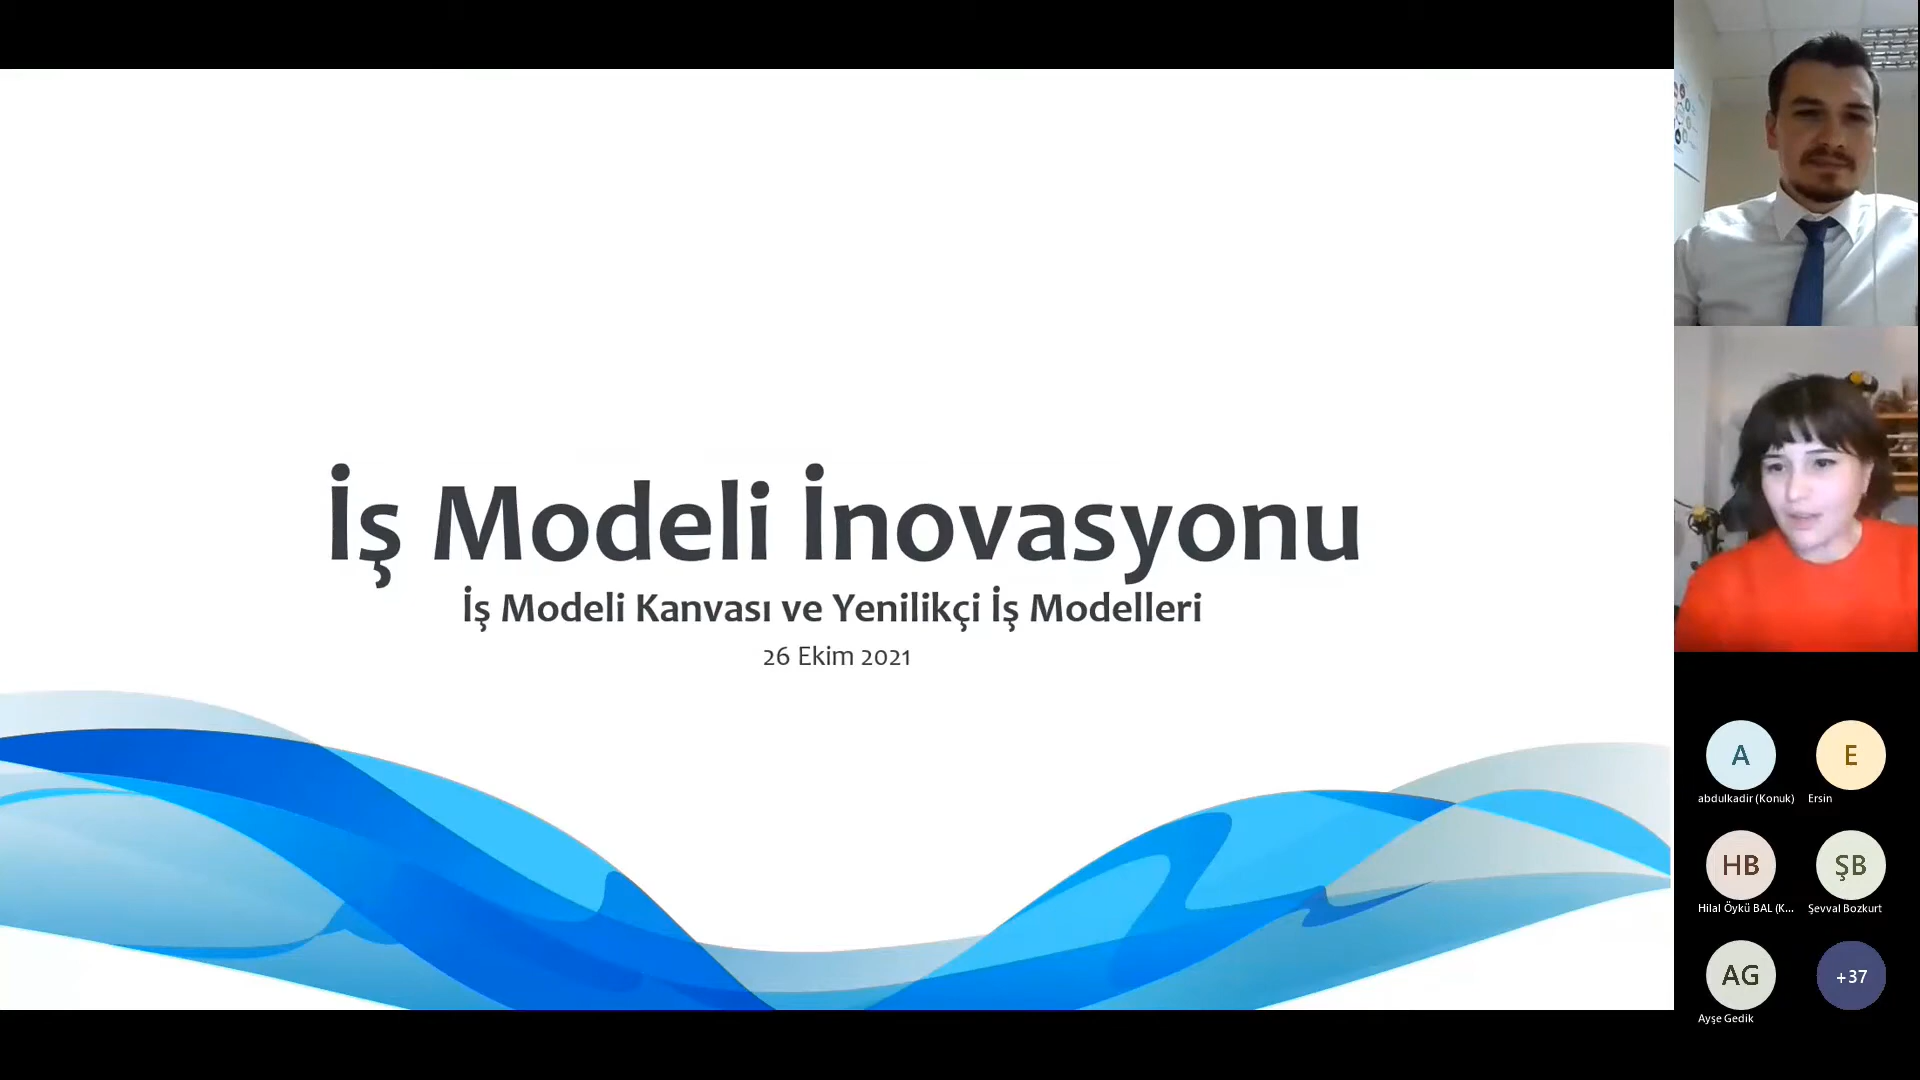 İş Modeli İnovasyonu
İş Modeli Kanvası ve Yenilikçi İş Modelleri
26 Ekim 2021
A
E
abdulkadir (Konuk)
Ersin
HB
ŞB
Hilal Öykü BAL (K...
Şevval Bozkurt
AG
+37
Ayşe Gedik